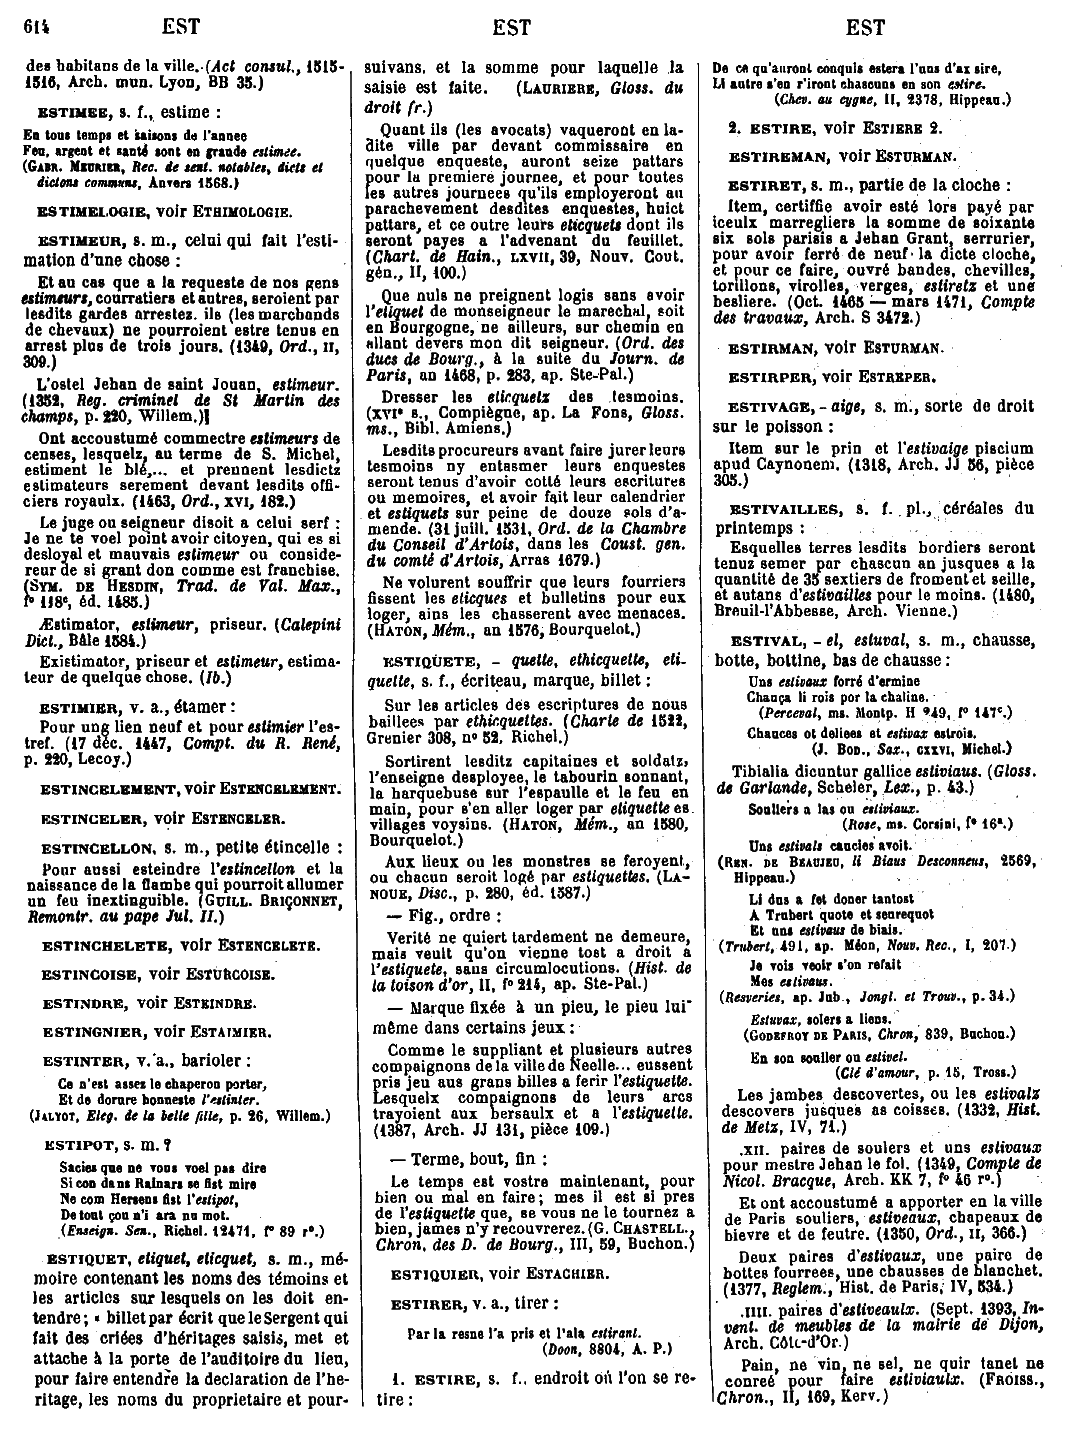 614 EST EST EST
des habitans de la ville. (Act consul., 1515-
1516, Arch. mun. Lyon, BB 35.)
ESTIMEE, s. f., estime :
En tous temps et saisons de l'annee
Feu, argent et santé sont en grande estimee.
(GABR. MEURIER, Rec. de sent. notables, dicts et
dictons communs, Anvers 1568.)
ESTIMELOGIE, voir ETHIMOLOGIE.
ESTIMEUR, s. m., celui qui fait l'esti-
mation d'une chose :
Et au cas que a la requeste de nos gens
estimeurs, courratiers et autres, seroient par
lesdits gardes arrestez. ils (les marchands
de chevaux) ne pourroient estre tenus en
arrest plus de trois jours. (1349, Ord., II,
309.)
L'ostel Jehan de saint Jouan, estimeur.
(1352, Reg. criminel de St Martin des
champs, p. 220, Willem.)
Ont accoustumé commectre estimeurs de
censes, lesquelz, au terme de S. Michel,
estiment le blé,... et prennent lesdictz
estimateurs serement devant lesdits offi-
ciers royaulx. (1463, Ord., XVI, 182.)
Le juge ou seigneur disoit a celui serf :
Je ne te voel point avoir citoyen, qui es si
desloyal et mauvais estimeur ou conside-
reur de si grant don comme est franchise.
(SYM. DE HESDIN, Trad. de Val. Max.,
f° 118c, éd. 1485.)
Æstimator, estimeur, priseur. (Calepini
Dict., Bâle 1584.)
Existimator, priseur et estimeur, estima-
teur de quelque chose. (Ib.)
ESTIMIER, v. a., étamer :
Pour ung lien neuf et pour estimier l'es-
tref. (17 déc. 1447, Compt. du R. René,
p. 220, Lecoy.)
ESTINCELEMENT, voir ESTENCELEMENT.
ESTINCELER, voir ESTENCELER.
ESTINCELLON, s. m., petite étincelle :
Pour aussi esteindre l'estincellon et la
naissance de la flambe qui pourroit allumer
un feu inextinguible. (GUILL. BRIÇONNET,
Remontr. au pape Jul. II.)
ESTINCHELETE, voir ESTENCELETE.
ESTINCOISE, voir ESTURCOISE.
ESTINDRE, voir ESTEINDRE.
ESTINGNIER, voir ESTAIMIER.
ESTINTER, v. a., barioler :
Ce n'est assez le chaperon porter,
Et de dorure honneste l'estinter.
(JALYOT, Eleg. de la belle fille, p. 26, Willem.)
ESTIPOT, s. m. ?
Sacies que ne vous voel pas dire
Si con dans Rainars se fist mire
Ne com Hersens fist l'estipot,
De tout çou n'i ara nu mot.
(Enseign. Sen., Richel. 12471, f° 89 r°.)
ESTIQUET, etiquet, eticquet, s. m., mé-
moire contenant les noms des témoins et
les articles sur lesquels on les doit en-
tendre ; « billet par écrit que le Sergent qui
fait des criées d'héritages saisis, met et
attache à la porte de l'auditoire du lieu,
pour faire entendre la declaration de l'he-
ritage, les noms du proprietaire et pour-
suivans, et la somme pour laquelle la
saisie est faite. (LAURIERE, Gloss. du
droit fr.)
Quant ils (les avocats) vaqueront en la-
dite ville par devant commissaire en
quelque enqueste, auront seize pattars
pour la premiere journee, et pour toutes
les autres journees qu'ils employeront au
parachevement desdites enquestes, huict
pattars, et ce outre leurs eticquets dont ils
seront payes a l'advenant du feuillet.
(Chart. de Hain., LXVII, 39, Nouv. Cout.
gén., II, 100.)
Que nuls ne preignent logis sans avoir
l'etiquet de monseigneur le marechal, soit
en Bourgogne, ne ailleurs, sur chemin en
allant devers mon dit seigneur. (Ord. des
ducs de Bourg., à la suite du Journ. de
Paris, an 1468, p. 283, ap. Ste-Pal.)
Dresser les eticquetz des tesmoins.
(XVIe s., Compiègne, ap. La Fons, Gloss.
ms., Bibl. Amiens.)
Lesdits procureurs avant faire jurer leurs
tesmoins ny entasmer leurs enquestes
seront tenus d'avoir cotté leurs escritures
ou memoires, et avoir fait leur calendrier
et estiquets sur peine de douze sols d'a-
mende. (31 juill. 1531, Ord. de la Chambre
du Conseil d'Artois, dans les Coust. gen.
du comté d'Artois, Arras 1679.)
Ne volurent souffrir que leurs fourriers
fissent les eticques et bulletins pour eux
loger, ains les chasserent avec menaces.
(HATON, Mém., an 1576, Bourquelot.)
ESTIQUETE, - quette, ethicquette, eti-
quette, s. f., écriteau, marque, billet :
Sur les articles des escriptures de nous
baillees par ethicquettes. (Charte de 1522,
Grenier 308, n° 52, Richel.)
Sortirent lesditz capitaines et soldatz,
l'enseigne desployee, le tabourin sonnant,
la harquebuse sur l'espaulle et le feu en
main, pour s'en aller loger par etiquette es
villages voysins. (HATON, Mém., an 1580,
Bourquelot.)
Aux lieux ou les monstres se feroyent,
ou chacun seroit logé par estiquettes. (LA-
NOUE, Disc., p. 280, éd. 1587.)
— Fig., ordre :
Verité ne quiert tardement ne demeure,
mais veult qu'on vienne tost a droit a
l'estiquete, sans circumlocutions. (Hist. de
la toison d'or, II, f° 214, ap. Ste-Pal.)
— Marque fixée à un pieu, le pieu lui-
même dans certains jeux :
Comme le suppliant et plusieurs autres
compaignons de la ville de Neelle... eussent
pris jeu aus grans billes a ferir l'estiquette.
Lesquelx compaignons de leurs arcs
trayoient aux bersaulx et a l'estiquette.
(1387, Arch. JJ 131, pièce 109.)
— Terme, bout, fin :
Le temps est vostre maintenant, pour
bien ou mal en faire ; mes il est si pres
de l'estiquette que, se vous ne le tournez a
bien, james n'y recouvrerez. (G. CHASTELL.,
Chron. des D. de Bourg., III, 59, Buchon.)
ESTIQUIER, voir ESTACHIER.
ESTIRER, v. a., tirer :
Par la resne l'a pris et l'ala estirant.
(Doon, 8804, A. P.)
1. ESTIRE, s. f., endroit où l'on se re-
tire :
De ce qu'auront conquis estera l'uns d'ax sire,
Li autre s'en r'iront chascuns en son estire.
(Chev. au cygne, II, 2378, Hippeau.)
2. ESTIRE, voir ESTIERE 2.
ESTIREMAN, voir ESTURMAN.
ESTIRET, s. m., partie de la cloche :
Item, certiffie avoir esté lors payé par
iceulx marregliers la somme de soixante
six sols parisis a Jehan Grant, serrurier,
pour avoir ferré de neuf la dicte cloche,
et pour ce faire, ouvré bandes, chevilles,
torillons, virolles, verges, estiretz et une
besliere. (Oct. 1465 — mars 1471, Compte
des travaux, Arch. S 3472.)
ESTIRMAN, voir ESTURMAN.
ESTIRPER, voir ESTREPER.
ESTIVAGE, - aige, s. m., sorte de droit
sur le poisson :
Item sur le prin et l'estivaige piscium
apud Caynonem. (1318, Arch. JJ 56, pièce
305.)
ESTIVAILLES, s. f. pl., céréales du
printemps :
Esquelles terres lesdits bordiers seront
tenuz semer par chascun an jusques a la
quantité de 35 sextiers de froment et seille,
et autans d'estivailles pour le moins. (1480,
Breuil-l'Abbesse, Arch. Vienne.)
ESTIVAL, - el, estuval, s. m., chausse,
botte, bottine, bas de chausse :
Uns estivaux forré d'ermine
Chança li rois por la chaline.
(Perceval, ms. Montp. H 249, f° 147c.)
Chauces ot deliees et estivax estrois.
(J. BOD., Sax., CXXVI, Michel.)
Tibialia dicuntur gallice estiviaus. (Gloss.
de Garlande, Scheler, Lex., p. 43.)
Soulleis a las ou estiviaux.
(Rose, ms. Corsini, f° 16a.)
Uns estivals caucies avoit.
(REN. DE BEAUJEU, li Biaus Desconneus, 2569,
Hippeau.)
Li dus a fet doner tantost
A Trubert quote et seurequot
Et uns estivaus de biais.
(Trubert, 491, ap. Méon, Nouv. Rec., I, 207.)
Je vois veoir s'on refait
Mes estivaus.
(Resveries, ap. Jub., Jongl. et Trouv., p. 34.)
Estuvax, solers a liens.
(GODEFROY DE PARIS, Chron, 839, Buchon.)
En son souller ou estivel.
(Clé d'amour, p. 15, Tross.)
Les jambes descovertes, ou les estivalz
descovers jusques as coisses. (1332, Hist.
de Metz, IV, 71.)
.XII. paires de soulers et uns estivaux
pour mestre Jehan le fol. (1349, Compte de
Nicol. Bracque, Arch. KK 7, f° 46 r°.)
Et ont accoustumé a apporter en la ville
de Paris souliers, estiveaux, chapeaux de
bievre et de feutre. (1350, Ord., II, 366.)
Deux paires d'estivaux, une paire de
bottes fourrees, une chausses de blanchet.
(1377, Reglem., Hist. de Paris, IV, 534.)
.IIII. paires d'estiveaulx. (Sept. 1393, In-
vent. de meubles de la mairie de Dijon,
Arch. Côte-d'Or.)
Pain, ne vin, ne sel, ne quir tanet ne
conreé pour faire estiviaulx. (FROISS.,
Chron., II, 169, Kerv.)